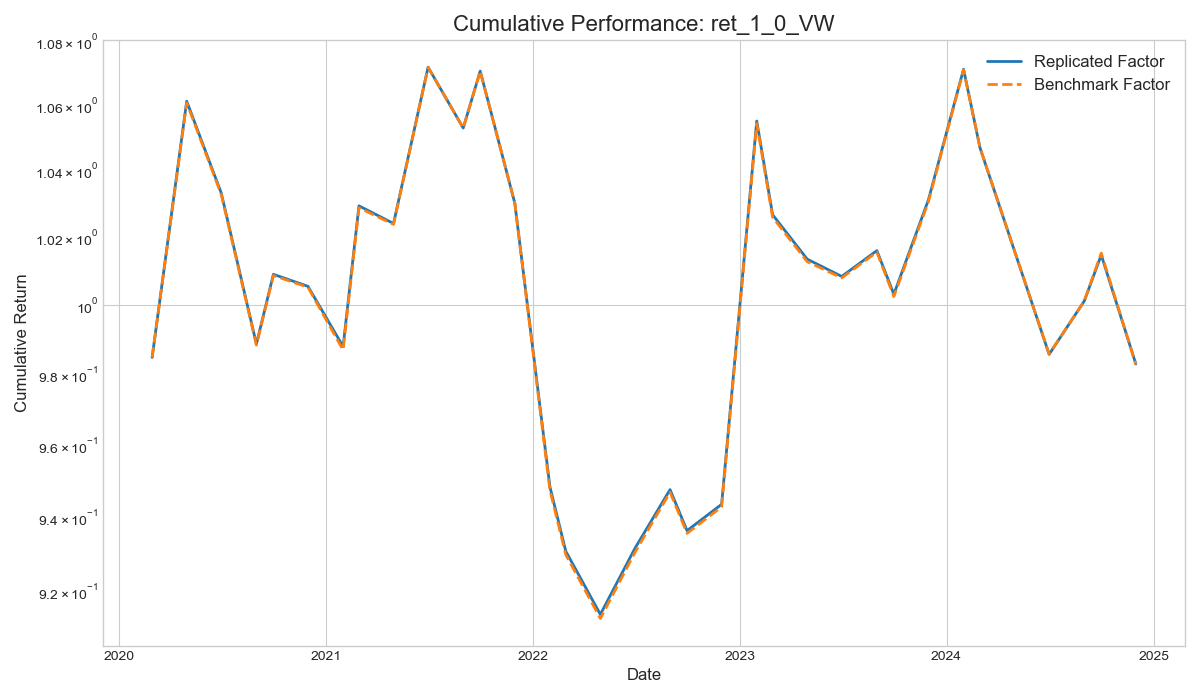 Cumulative Performance: ret_1_0_VW
Replicated Factor
Benchmark Factor
Cumulative Return
1.08 × 10⁰
1.06 × 10⁰
1.04 × 10⁰
1.02 × 10⁰
10⁰
9.8 × 10⁻¹
9.6 × 10⁻¹
9.4 × 10⁻¹
9.2 × 10⁻¹
2020 2021 2022 2023 2024 2025
Date